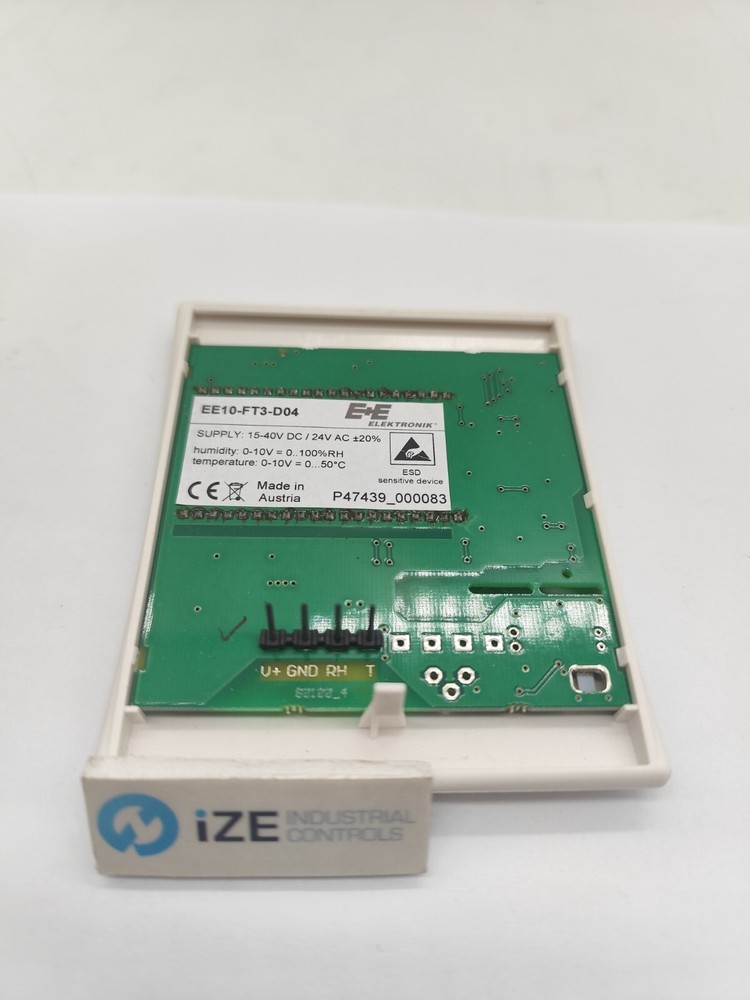 EE10-FT3-D04
E+E
ELEKTRONIK®
SUPPLY: 15-40V DC / 24V AC ±20%
humidity: 0-10V = 0..100%RH
temperature: 0-10V = 0...50°C
ESD
sensitive device
CE
Made in
Austria
P47439_000083
V+ GND RH T
iZE INDUSTRIAL
CONTROLS